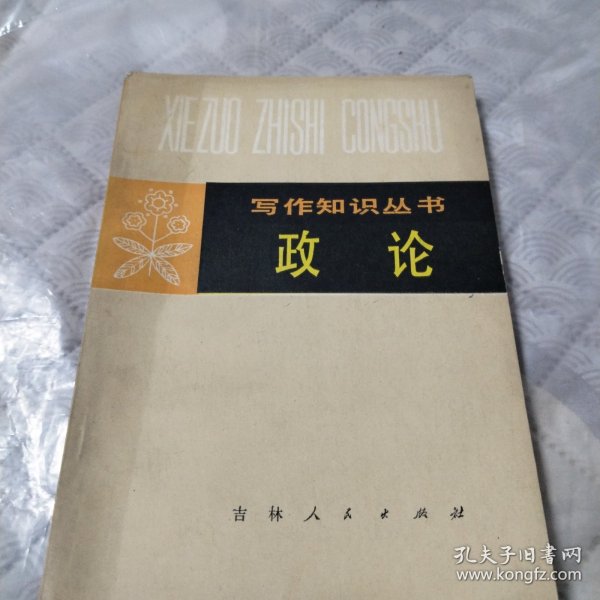 XIEZUO ZHISHI CONGSHU
写作知识丛书
政论
吉林人民出版社
孔夫子旧书网
www.kongfz.com